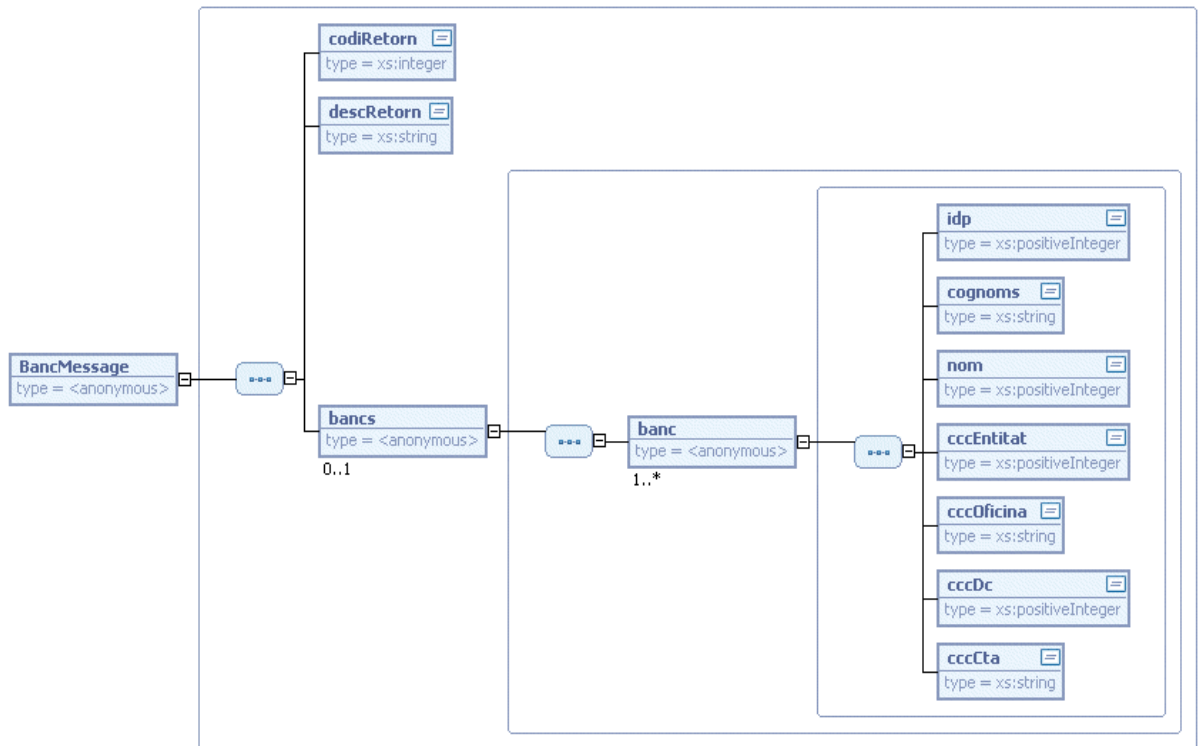 codiRetorn
type = xs:integer
descRetorn
type = xs:string
BancMessage
type = <anonymous>
bancs
type = <anonymous>
0..1
banc
type = <anonymous>
1..*
idp
type = xs:positiveInteger
cognoms
type = xs:string
nom
type = xs:positiveInteger
cccEntitat
type = xs:positiveInteger
cccOficina
type = xs:string
cccDc
type = xs:positiveInteger
cccCta
type = xs:string